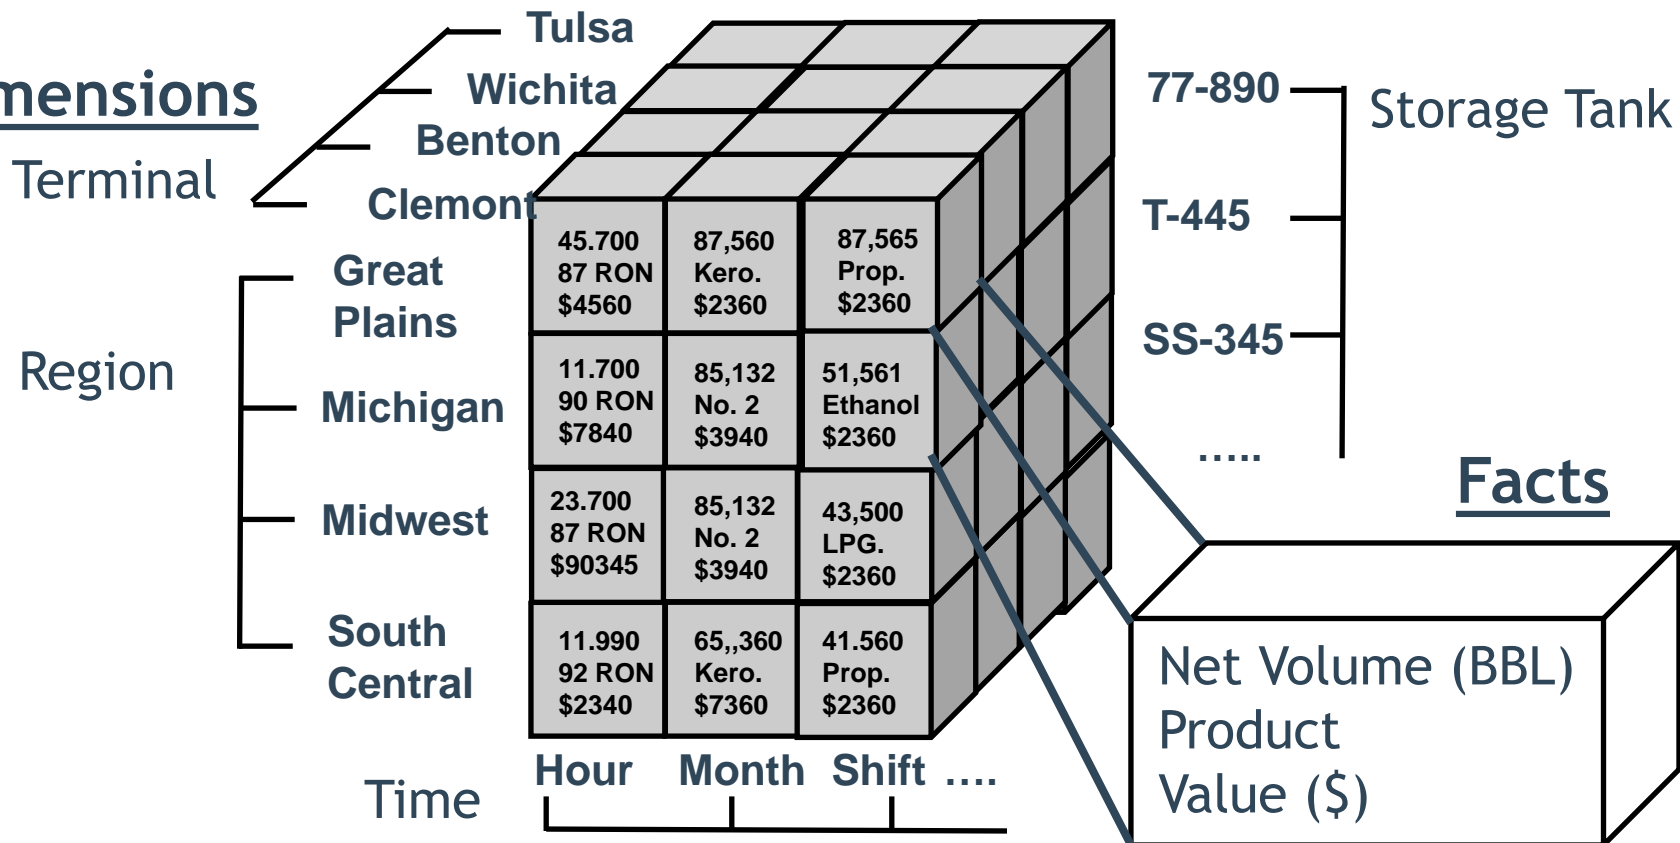 Tulsa
Wichita
Benton
Clemont
mensions
Terminal
77-890
Storage Tank
T-445
SS-345
.....
Great
Plains
Region
Michigan
Midwest
South
Central
45.700
87 RON
$4560
87,560
Kero.
$2360
87,565
Prop.
$2360
11.700
90 RON
$7840
85,132
No. 2
$3940
51,561
Ethanol
$2360
23.700
87 RON
$90345
85,132
No. 2
$3940
43,500
LPG.
$2360
11.990
92 RON
$2340
65,,360
Kero.
$7360
41.560
Prop.
$2360
Time
Hour Month Shift ....
Facts
Net Volume (BBL)
Product
Value ($)